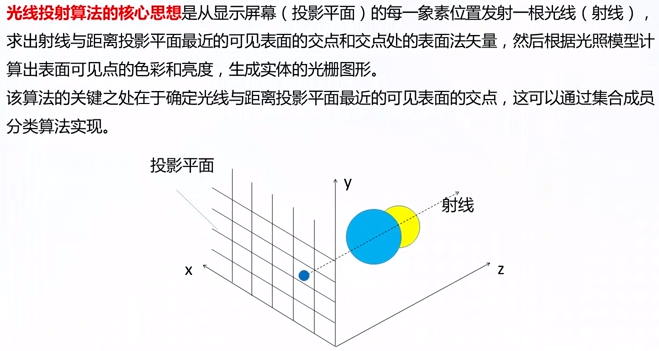 光线投射算法的核心思想是从显示屏幕（投影平面）的每一象素位置发射一根光线（射线），
求出射线与距离投影平面最近的可见表面的交点和交点处的表面法矢量，然后根据光照模型计
算出表面可见点的色彩和亮度，生成实体的光栅图形。
该算法的关键之处在于确定光线与距离投影平面最近的可见表面的交点，这可以通过集合成员
分类算法实现。
投影平面
y
射线
x
z